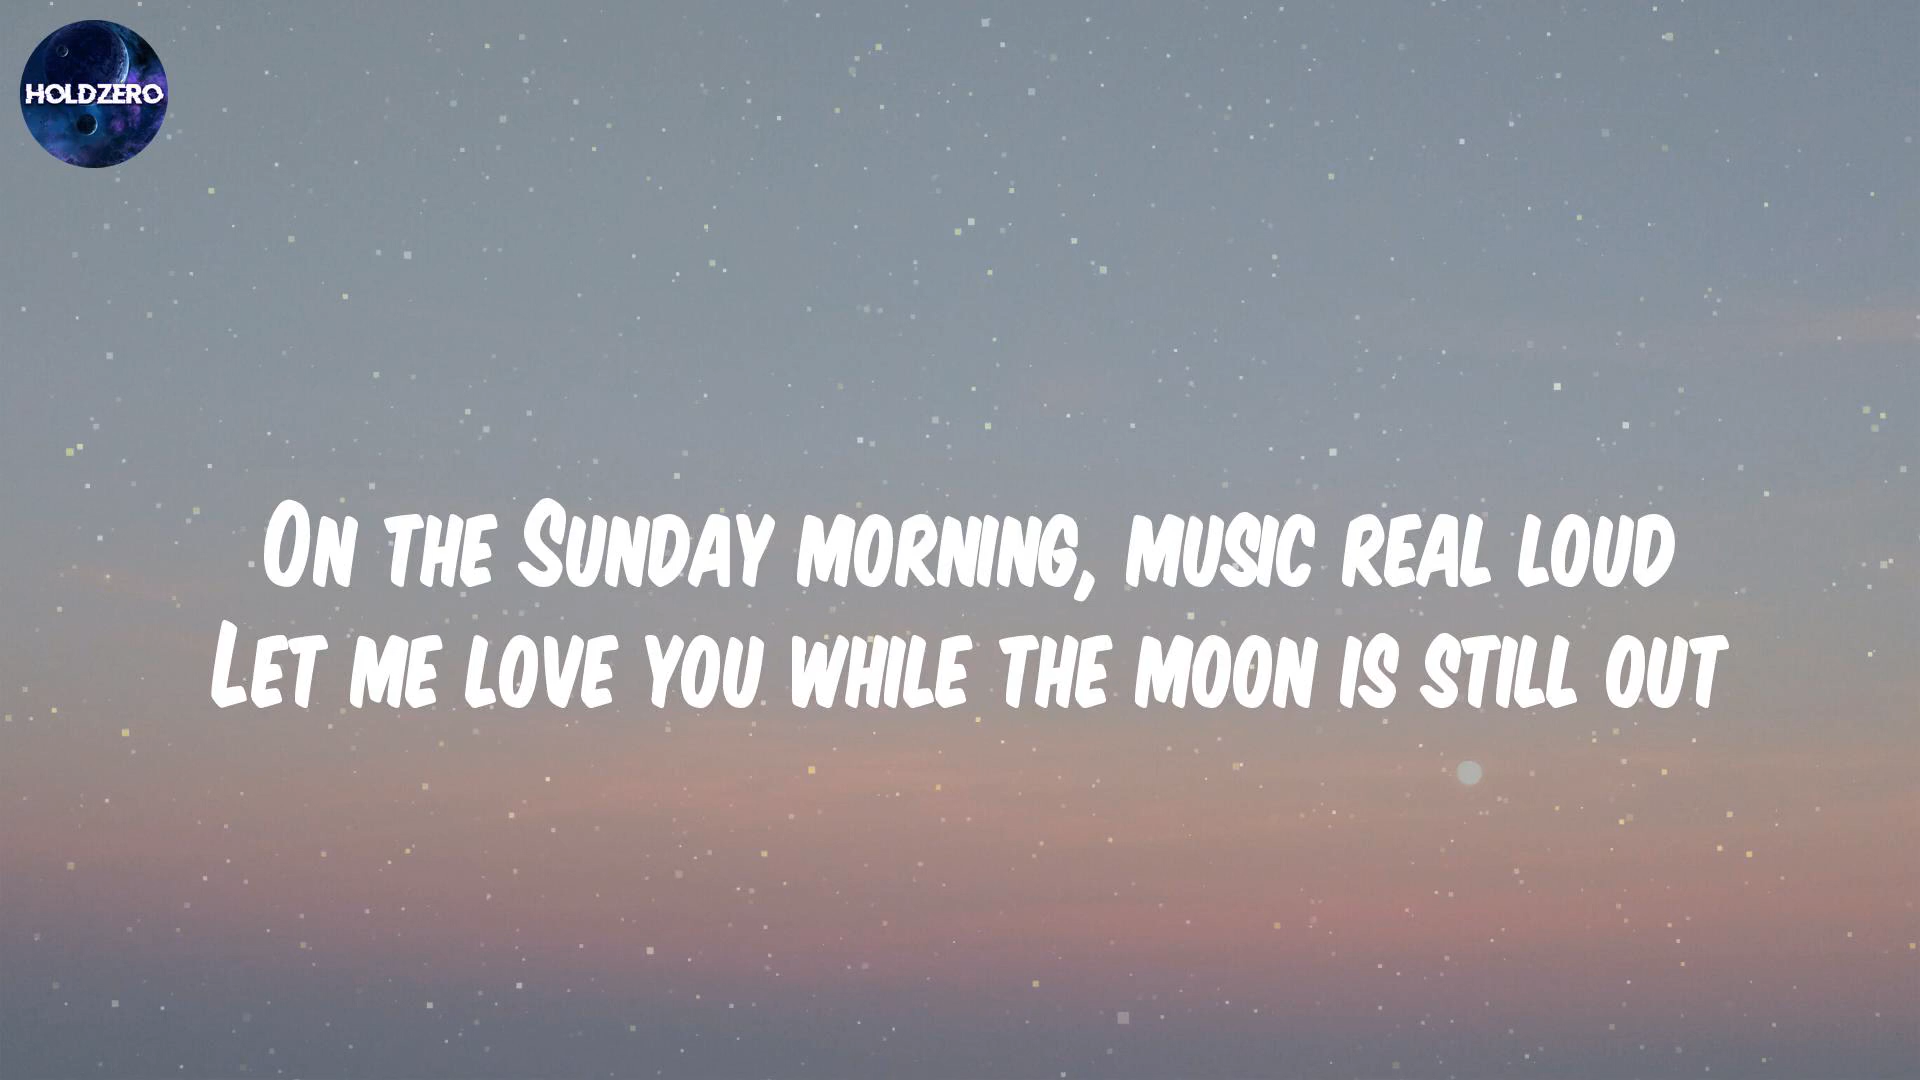 HOLDZERO
On the Sunday morning, music real loud
Let me love you while the moon is still out